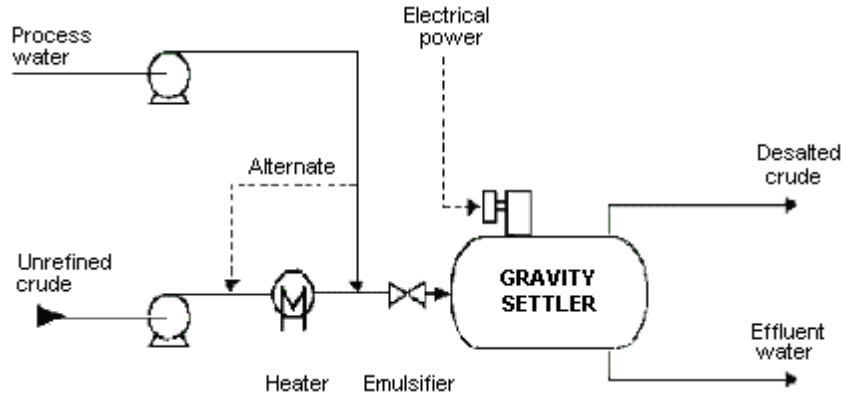 Electrical
power
Process
water
Alternate
Desalted
crude
Unrefined
crude
GRAVITY
SETTLER
Effluent
water
Heater
Emulsifier